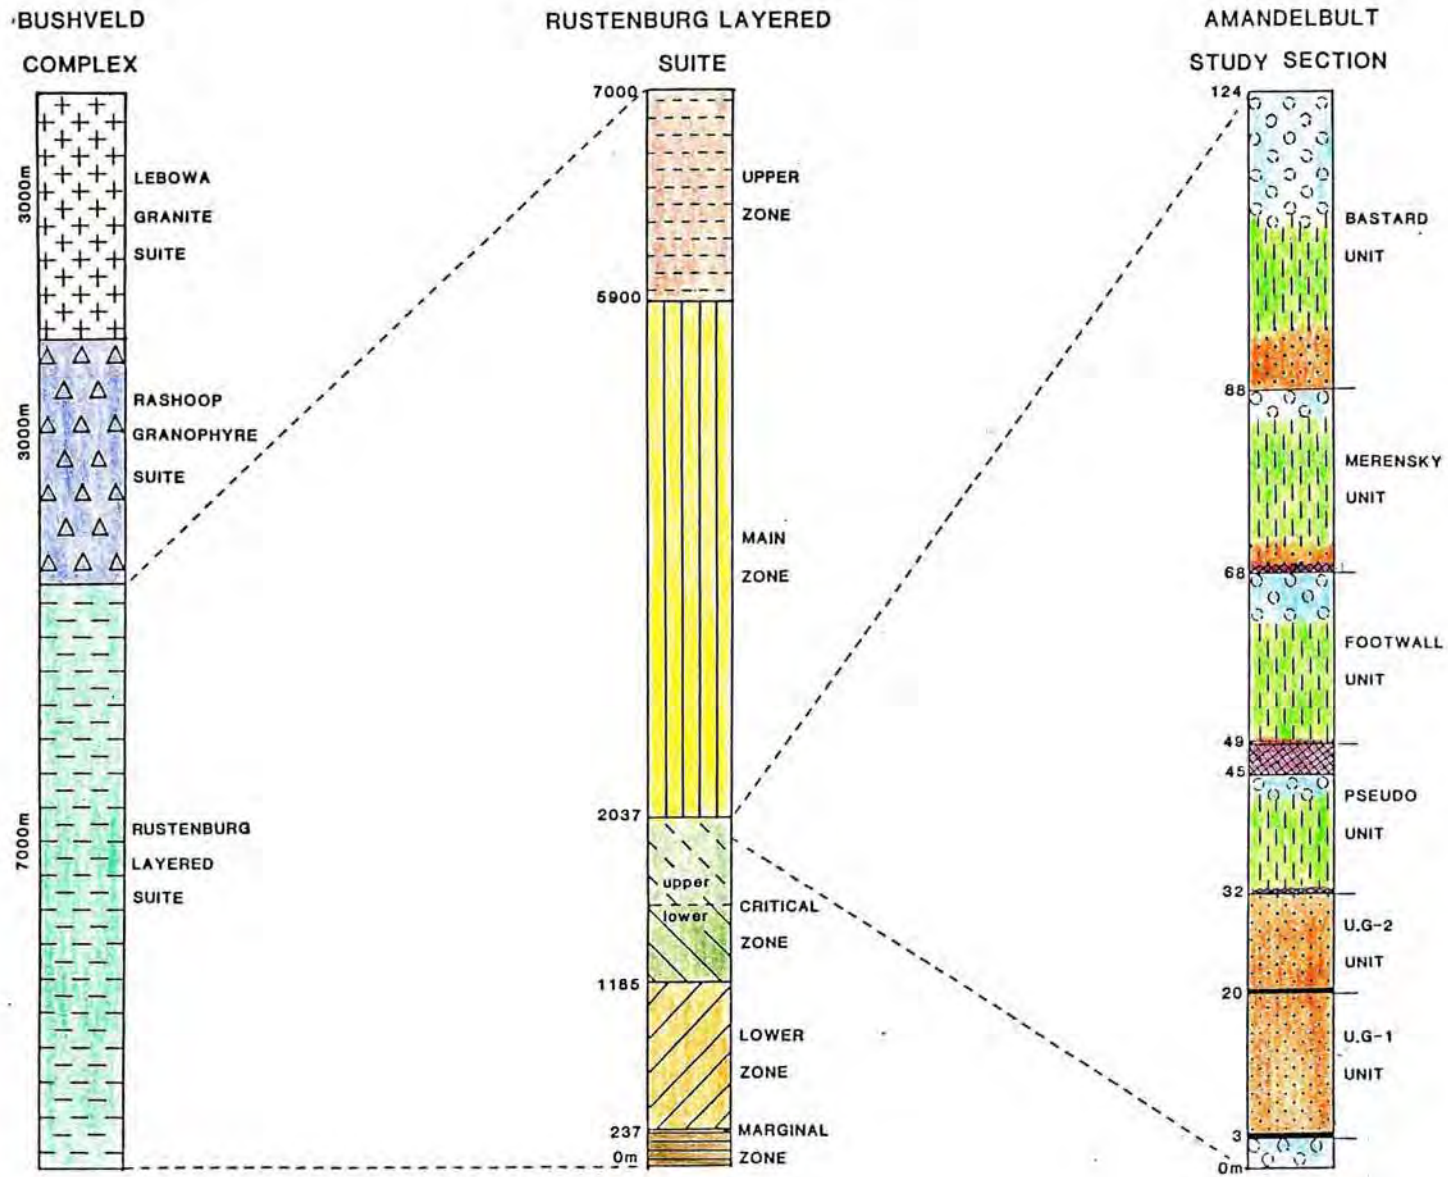 BUSHVELD
COMPLEX
3000m
LEBOWA
GRANITE
SUITE
3000m
RASHOOP
GRANOPHYRE
SUITE
7000m
RUSTENBURG
LAYERED
SUITE
RUSTENBURG LAYERED
SUITE
7000
UPPER
ZONE
5900
MAIN
ZONE
2037
upper
lower
CRITICAL
ZONE
1185
LOWER
ZONE
237
MARGINAL
0m
ZONE
AMANDELBULT
STUDY SECTION
124
BASTARD
UNIT
88
MERENSKY
UNIT
68
FOOTWALL
UNIT
49
45
PSEUDO
UNIT
32
U.G-2
UNIT
20
U.G-1
UNIT
3
0m